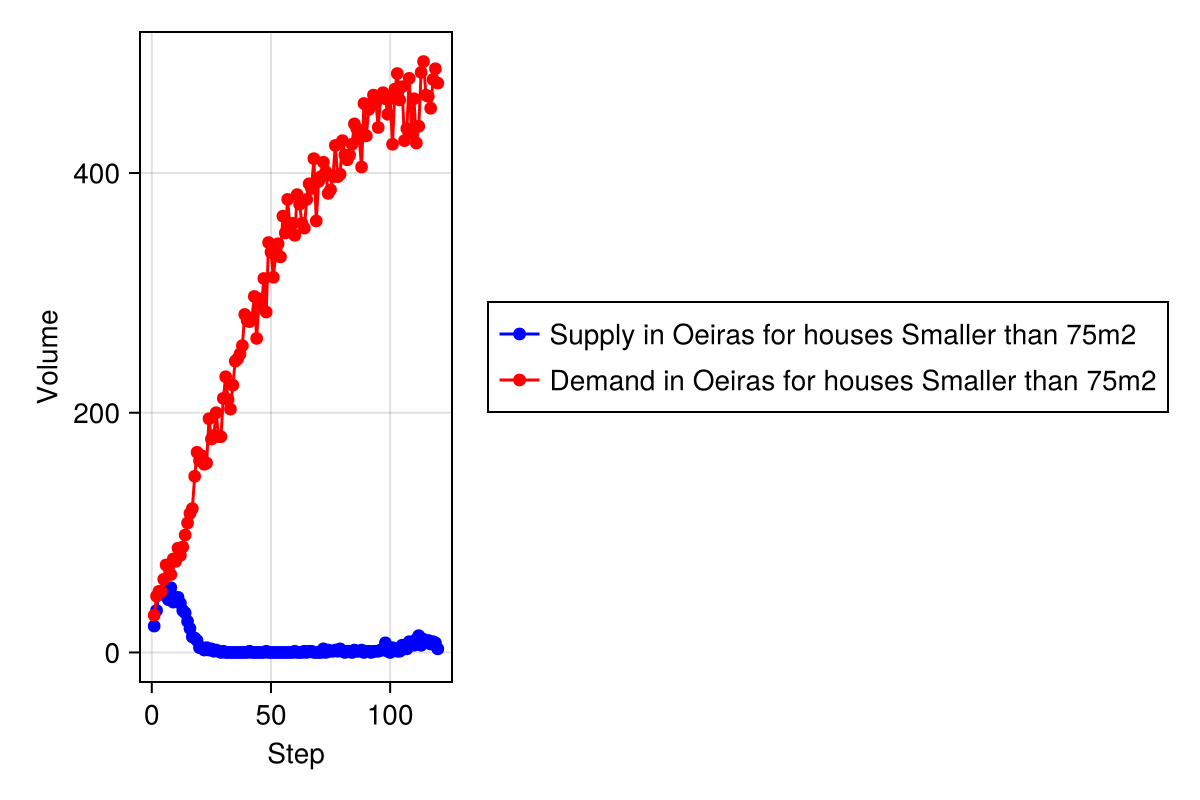 Volume
400
200
0
0 50 100
Step
Supply in Oeiras for houses Smaller than 75m2
Demand in Oeiras for houses Smaller than 75m2